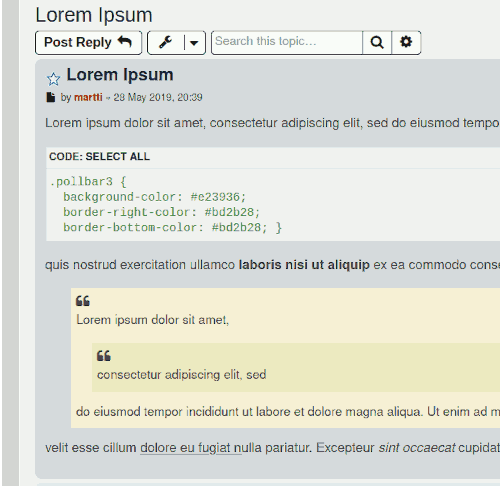 Lorem Ipsum
Post Reply
Search this topic…
Lorem Ipsum
by martti » 29 May 2019, 20:39
Lorem ipsum dolor sit amet, consectetur adipiscing elit, sed do eiusmod tempo
CODE: SELECT ALL
.pollbar3 {
background-color: #e23936;
border-right-color: #bd2b28;
border-bottom-color: #bd2b28; }
quis nostrud exercitation ullamco laboris nisi ut aliquip ex ea commodo conse
Lorem ipsum dolor sit amet,
consectetur adipiscing elit, sed
do eiusmod tempor incididunt ut labore et dolore magna aliqua. Ut enim ad m
velit esse cillum dolore eu fugiat nulla pariatur. Excepteur sint occaecat cupidat